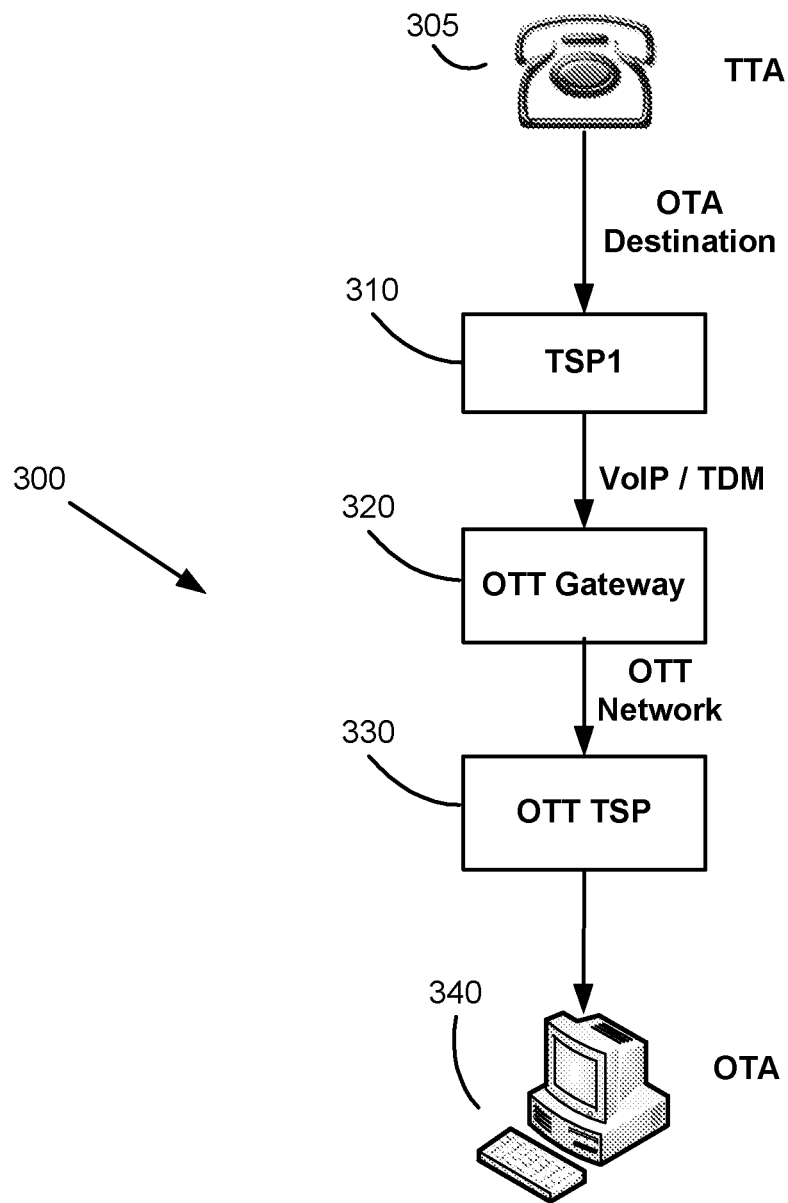 305
TTA
OTA
Destination
310
TSP1
VoIP / TDM
300
320
OTT Gateway
OTT
Network
330
OTT TSP
340
OTA